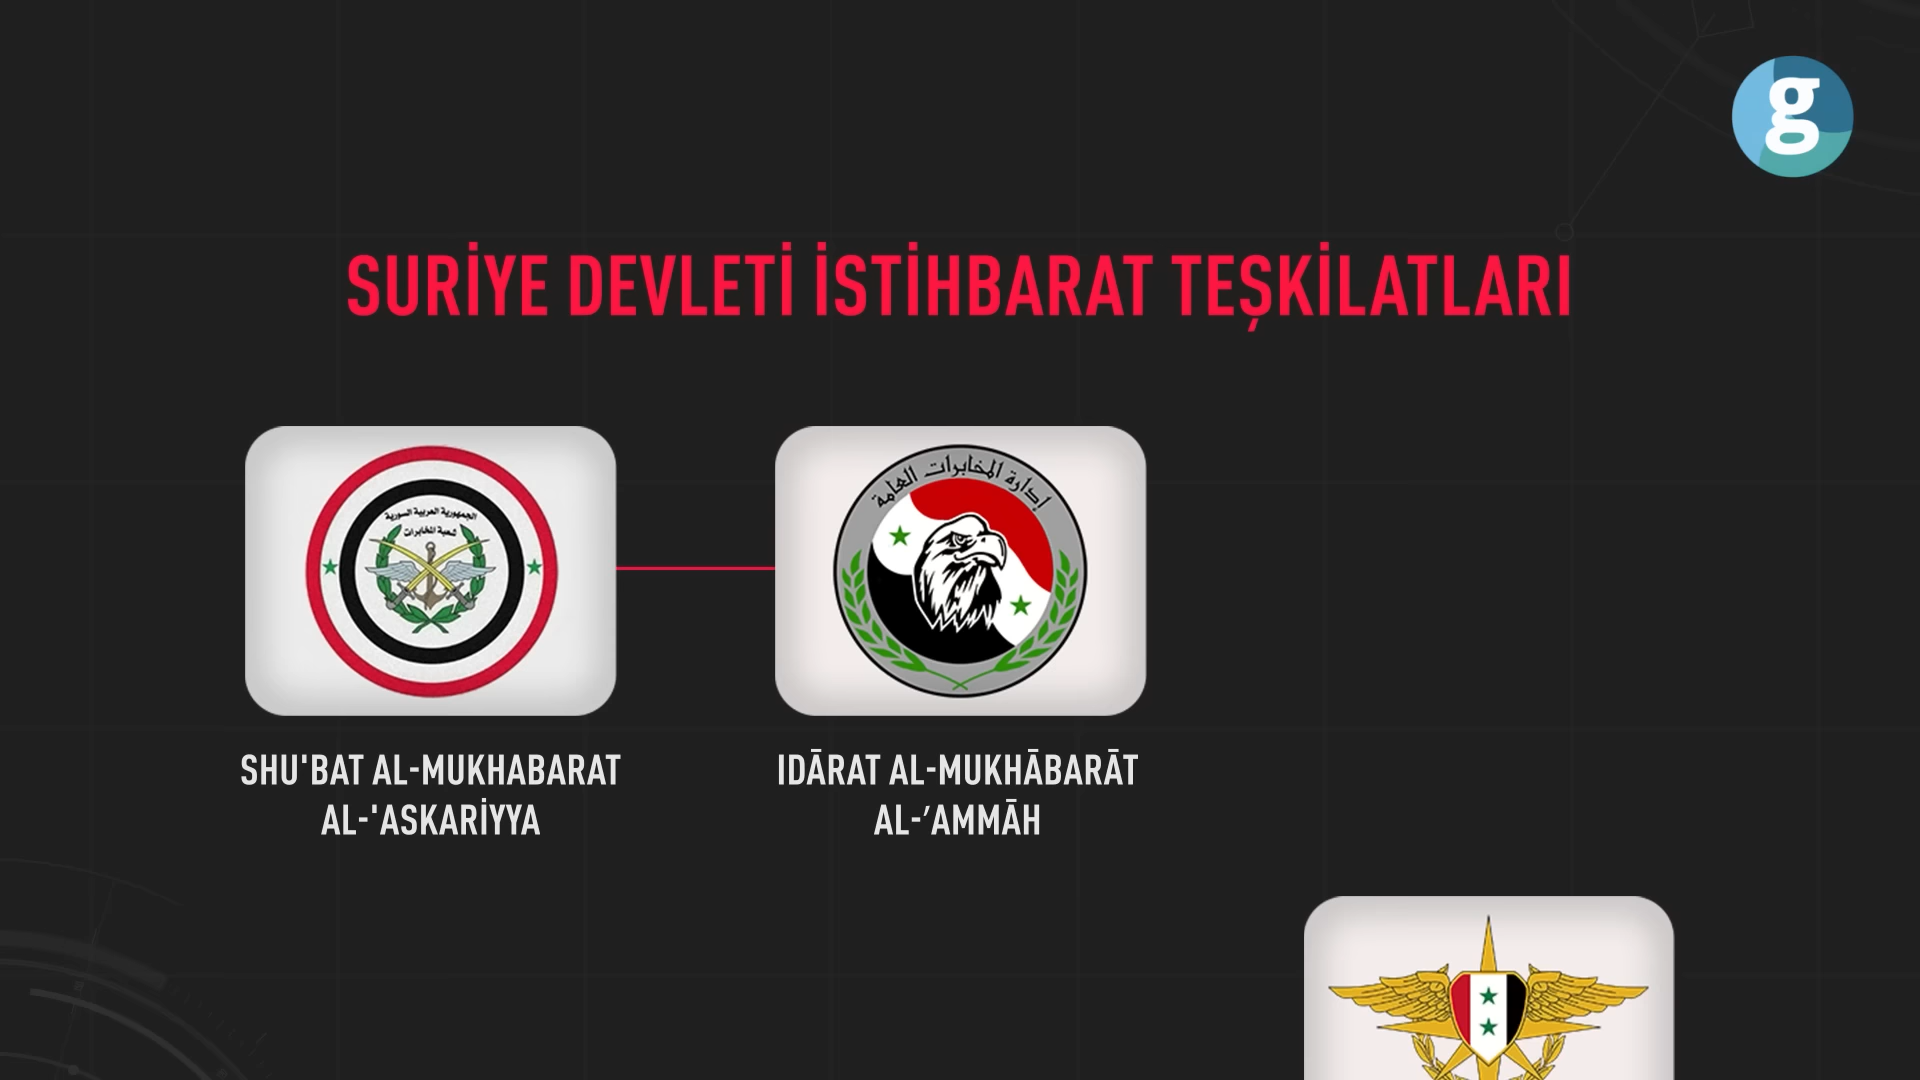 g
SURİYE DEVLETİ İSTİHBARAT TEŞKİLATLARI
الجمهورية العربية السورية
شعبة المخابرات
إدارة المخابرات العامة
SHU'BAT AL-MUKHABARAT
AL-'ASKARİYYA
IDĀRAT AL-MUKHĀBARĀT
AL-’AMMĀH